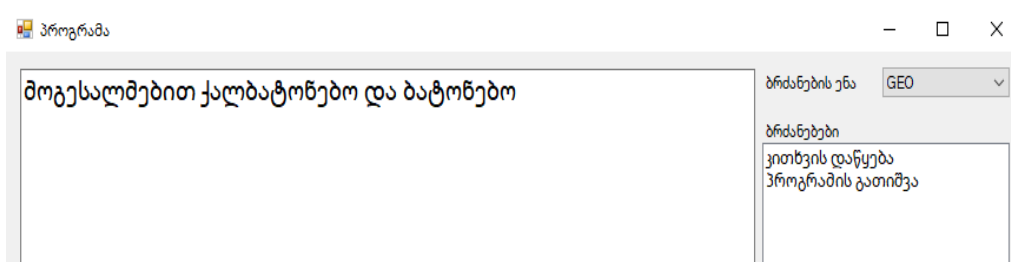 პროგრამა
მოგესალმებით ქალბატონებო და ბატონებო
ბრძანების ენა GEO
ბრძანებები
კითხვის დაწყება
პროგრამის გათიშვა